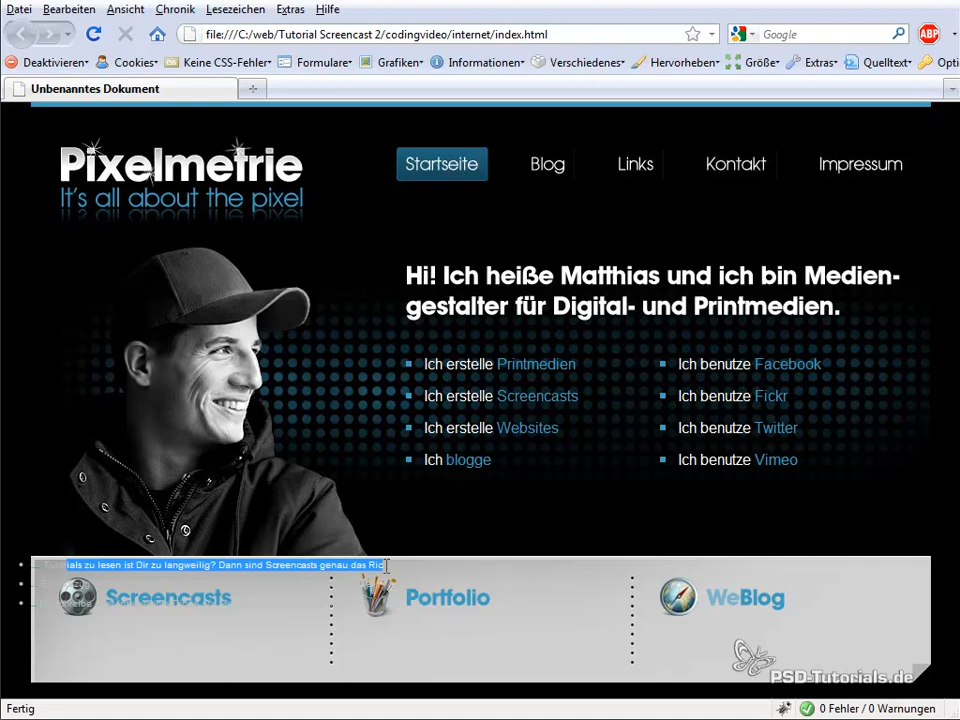 Datei Bearbeiten Ansicht Chronik Lesezeichen Extras Hilfe
file:///C:/web/Tutorial Screencast 2/codingvideo/internet/index.html
Google
ABP
Deaktivieren Cookies Keine CSS-Fehler Formulare Grafiken Informationen Verschiedenes Hervorheben Größe Extras Quelltext Opti
Unbenanntes Dokument
Pixelmetrie
It's all about the pixel
Startseite Blog Links Kontakt Impressum
Hi! Ich heiße Matthias und ich bin Medien-
gestalter für Digital- und Printmedien.
Ich erstelle Printmedien
Ich benutze Facebook
Ich erstelle Screencasts
Ich benutze Fickr
Ich erstelle Websites
Ich benutze Twitter
Ich blogge
Ich benutze Vimeo
Tutorials zu lesen ist Dir zu langweilig? Dann sind Screencasts genau das Ric
Screencasts Portfolio WeBlog
PSD-Tutorials.de
Fertig
0 Fehler / 0 Warnungen